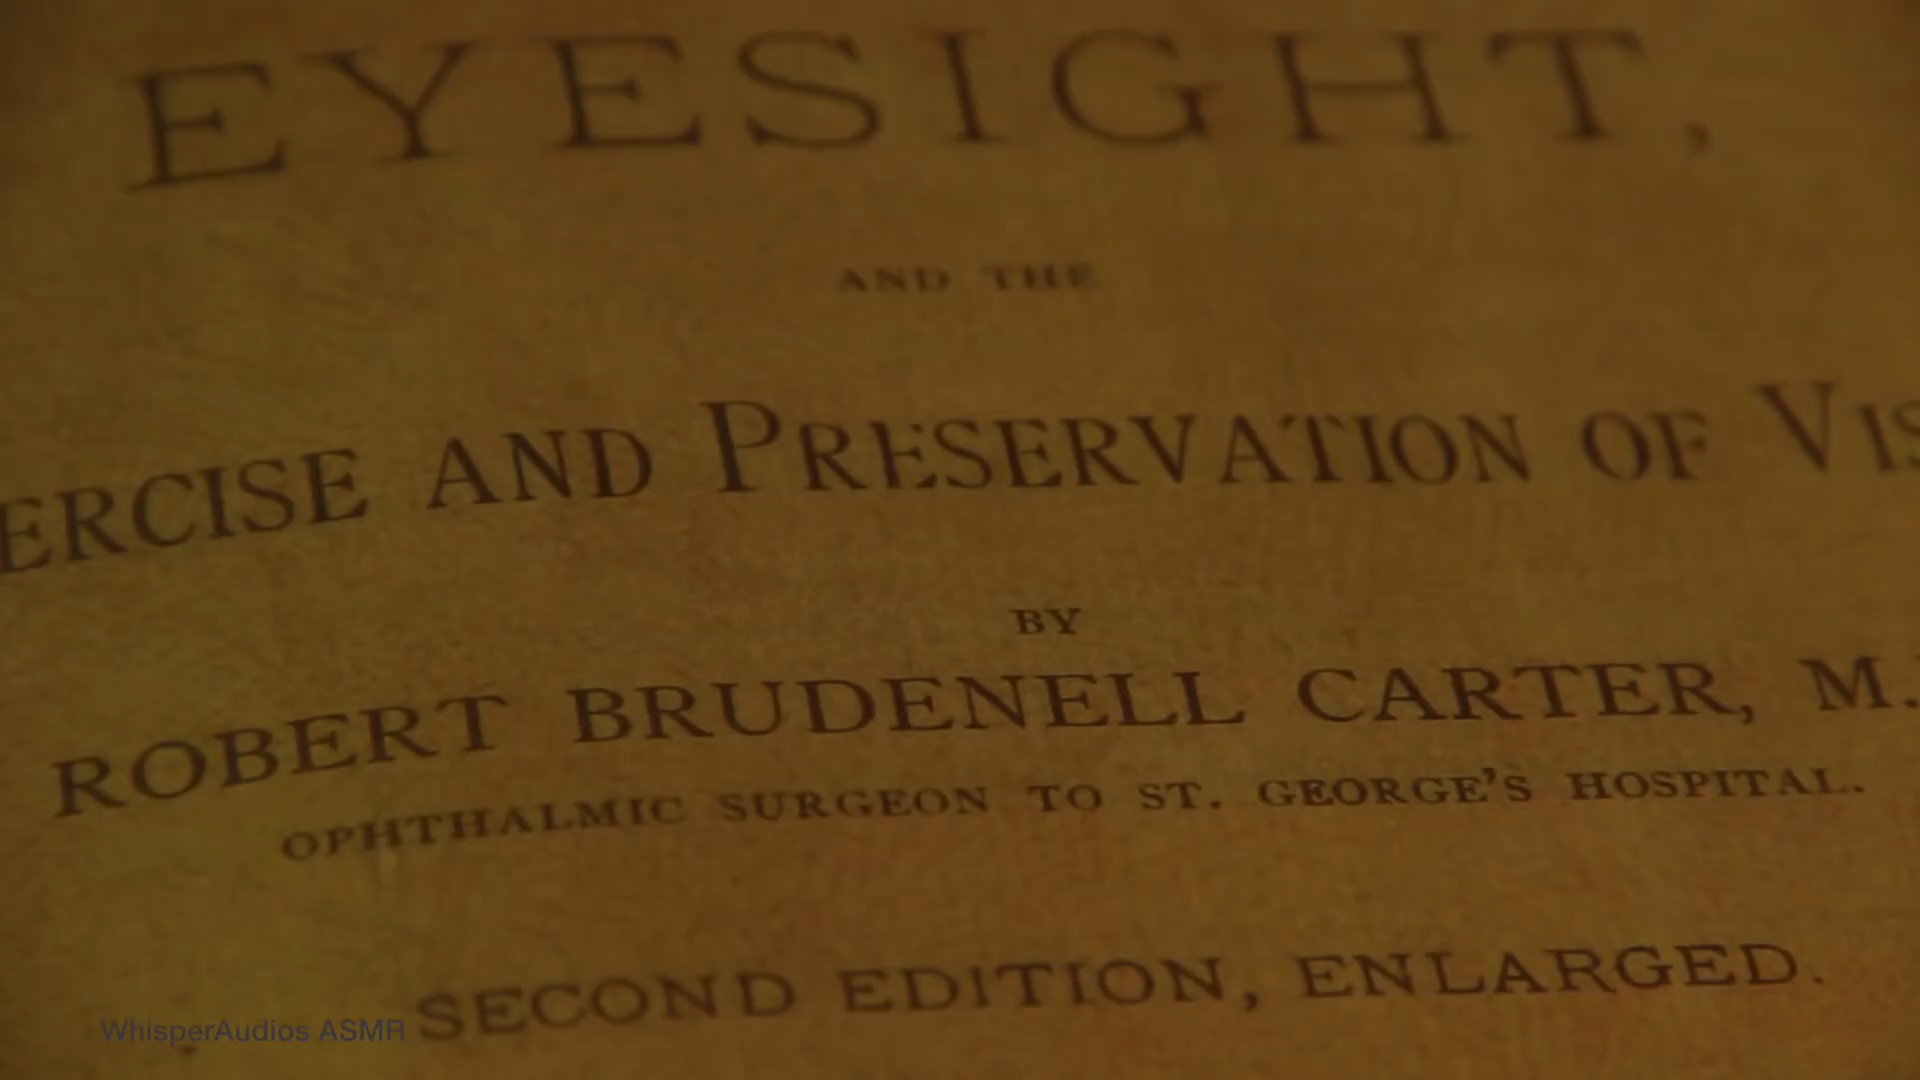 EYESIGHT,
AND THE
ERCISE AND PRESERVATION OF VIS
BY
ROBERT BRUDENELL CARTER, M.
OPHTHALMIC SURGEON TO ST. GEORGE'S HOSPITAL.
SECOND EDITION, ENLARGED.
WhisperAudios ASMR